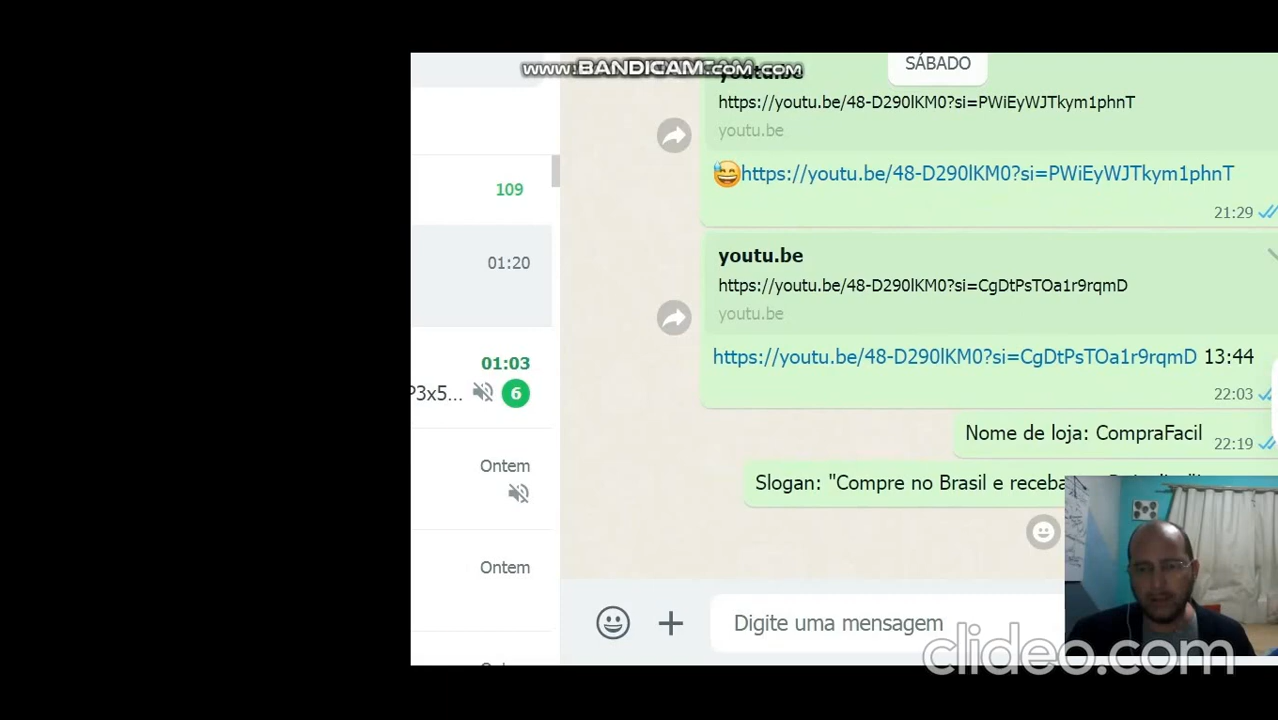 www.BANDICAM.com
SÁBADO
youtu.be
https://youtu.be/48-D290lKM0?si=PWiEyWJTkym1phnT
youtu.be
😅https://youtu.be/48-D290lKM0?si=PWiEyWJTkym1phnT
21:29
109
01:20
01:03
P3x5...
6
Ontem
Ontem
youtu.be
https://youtu.be/48-D290lKM0?si=CgDtPsTOa1r9rqmD
youtu.be
https://youtu.be/48-D290lKM0?si=CgDtPsTOa1r9rqmD 13:44
22:03
Nome de loja: CompraFacil
22:19
Slogan: "Compre no Brasil e receba
Digite uma mensagem
clideo.com